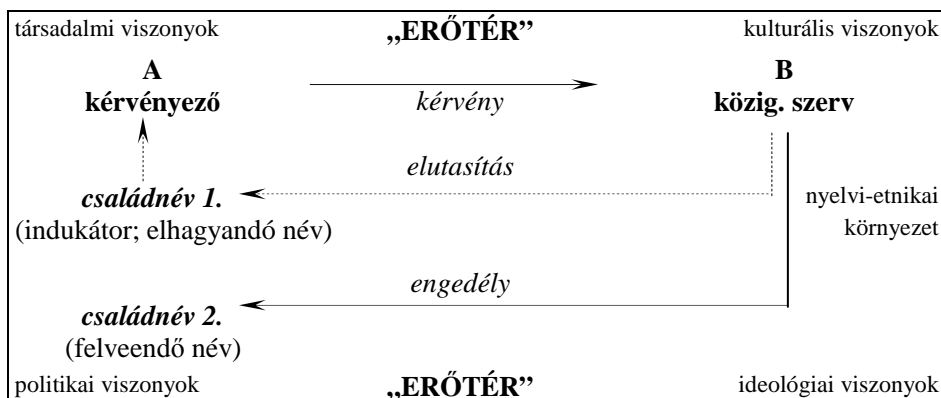 társadalmi viszonyok „ERŐTÉR” kulturális viszonyok
A B
kérvényező kérvény közig. szerv
elutasítás
családnév 1. nyelvi-etnikai
(indukátor; elhagyandó név) környezet
engedély
családnév 2.
(felveendő név)
politikai viszonyok „ERŐTÉR” ideológiai viszonyok